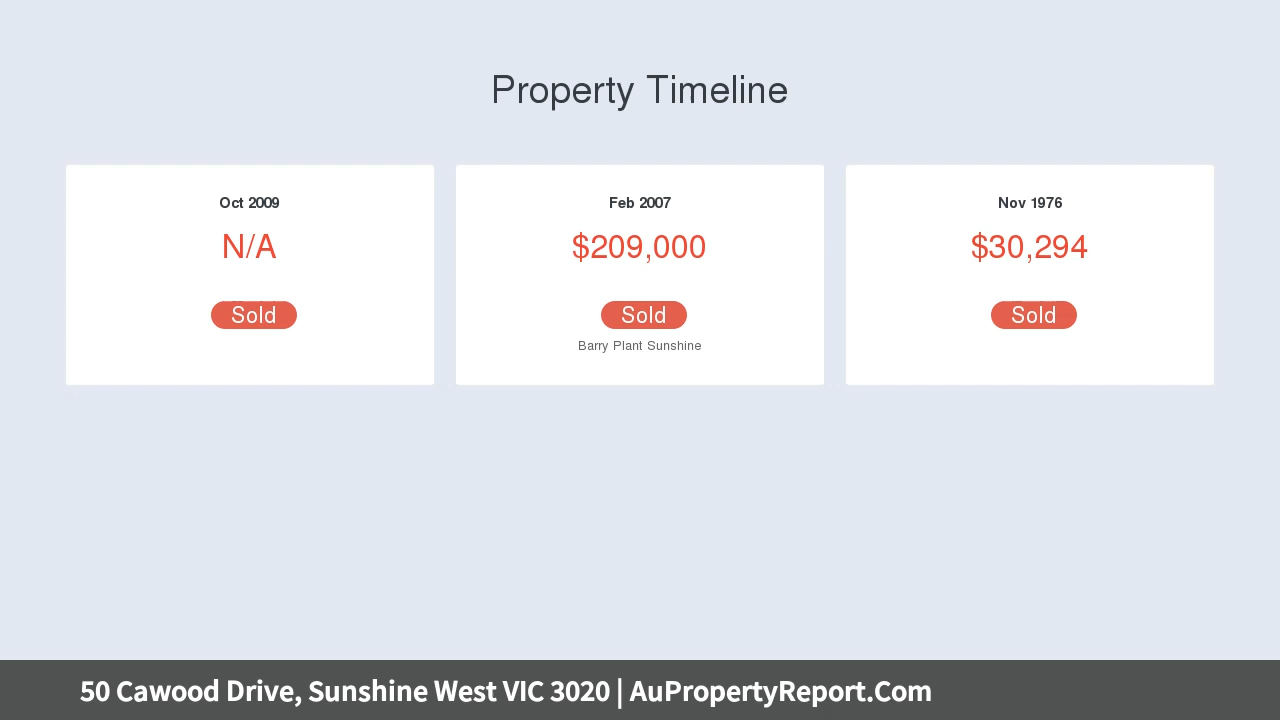 Property Timeline
Oct 2009
N/A
Sold
Feb 2007
$209,000
Sold
Barry Plant Sunshine
Nov 1976
$30,294
Sold
50 Cawood Drive, Sunshine West VIC 3020 | AuPropertyReport.Com